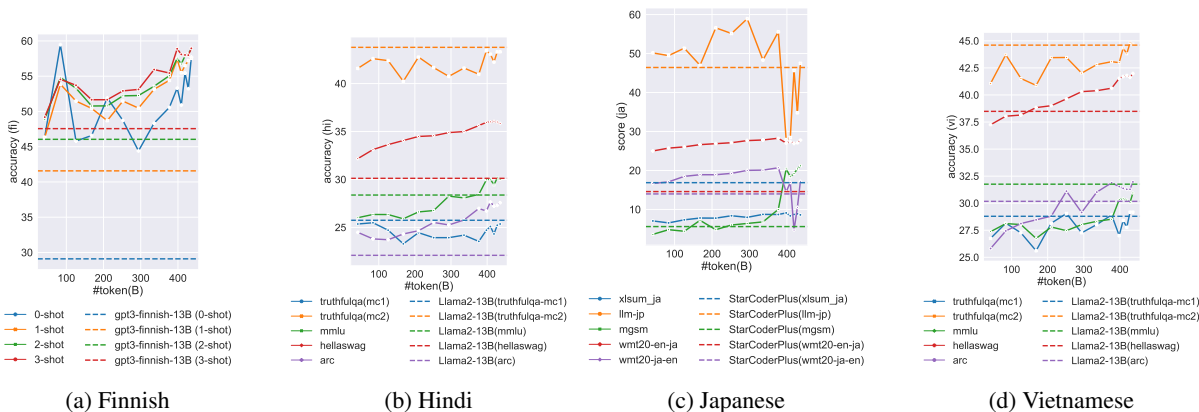 60
55
50
45
40
35
30
accuracy (fi)
100
200
300
400
#token(B)
0-shot
1-shot
2-shot
3-shot
gpt3-finnish-13B (0-shot)
gpt3-finnish-13B (1-shot)
gpt3-finnish-13B (2-shot)
gpt3-finnish-13B (3-shot)
(a) Finnish
40
35
30
25
accuracy (hi)
100
200
300
400
#token(B)
truthfulqa(mc1)
truthfulqa(mc2)
mmlu
hellaswag
arc
Llama2-13B(truthfulqa-mc1)
Llama2-13B(truthfulqa-mc2)
Llama2-13B(mmlu)
Llama2-13B(hellaswag)
Llama2-13B(arc)
(b) Hindi
60
50
40
30
20
10
score (ja)
100
200
300
400
#token(B)
xlsum_ja
llm-jp
mgsm
wmt20-en-ja
wmt20-ja-en
StarCoderPlus(xlsum_ja)
StarCoderPlus(llm-jp)
StarCoderPlus(mgsm)
StarCoderPlus(wmt20-en-ja)
StarCoderPlus(wmt20-ja-en)
(c) Japanese
45.0
42.5
40.0
37.5
35.0
32.5
30.0
27.5
25.0
accuracy (vi)
100
200
300
400
#token(B)
truthfulqa(mc1)
truthfulqa(mc2)
mmlu
hellaswag
arc
Llama2-13B(truthfulqa-mc1)
Llama2-13B(truthfulqa-mc2)
Llama2-13B(mmlu)
Llama2-13B(hellaswag)
Llama2-13B(arc)
(d) Vietnamese